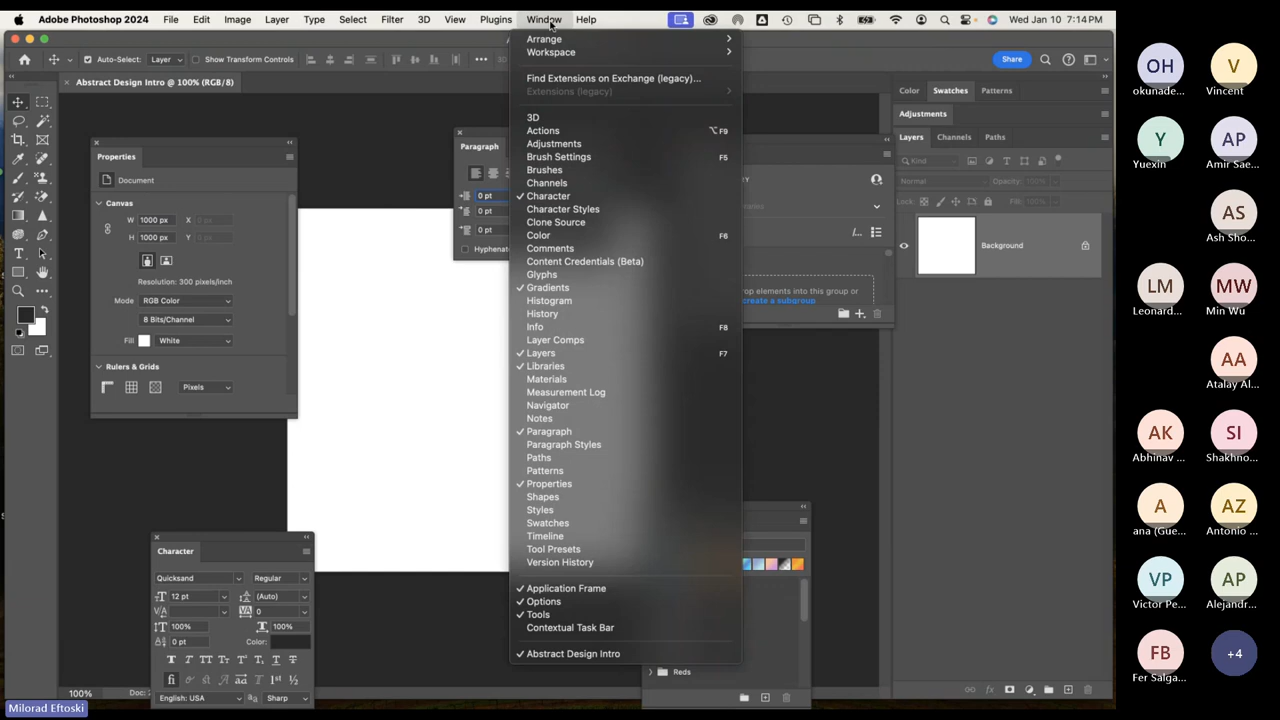 Adobe Photoshop 2024 File Edit Image Layer Type Select Filter 3D View Plugins Window Help Wed Jan 10 7:14 PM
Auto-Select: Layer Show Transform Controls Share
Abstract Design Intro @ 100% (RGB/8)
Properties
Document
Canvas
W 1000 px X 0 px
H 1000 px Y 0 px
Resolution: 300 pixels/inch
Mode RGB Color
8 Bits/Channel
Fill White
Rulers & Grids
Pixels
Character
Quicksand Regular
12 pt (Auto)
0
100% 100%
0 pt Color:
English: USA Sharp
100% Doc:
Paragraph
0 pt
0 pt
0 pt
Hyphenate
Arrange
Workspace
Find Extensions on Exchange (legacy)...
Extensions (legacy)
3D
Actions ⌥F9
Adjustments
Brush Settings F5
Brushes
Channels
Character
Character Styles
Clone Source
Color F6
Comments
Content Credentials (Beta)
Glyphs
Gradients
Histogram
History
Info F8
Layer Comps
Layers F7
Libraries
Materials
Measurement Log
Navigator
Notes
Paragraph
Paragraph Styles
Paths
Patterns
Properties
Shapes
Styles
Swatches
Timeline
Tool Presets
Version History
Application Frame
Options
Tools
Contextual Task Bar
Abstract Design Intro
op elements into this group or
create a subgroup
Reds
Color Swatches Patterns
Adjustments
Layers Channels Paths
Kind
Normal Opacity: 100%
Lock: Fill: 100%
Background
OH V
okunade... Vincent
Y AP
Yuexin Amir Sae...
AS
Ash Sho...
LM MW
Leonard... Min Wu
AA
Atalay Al...
AK SI
Abhinav ... Shakhno...
A AZ
ana (Gue... Antonio ...
VP AP
Victor Pe... Alejandr...
FB +4
Fer Salga...
Milorad Eftoski